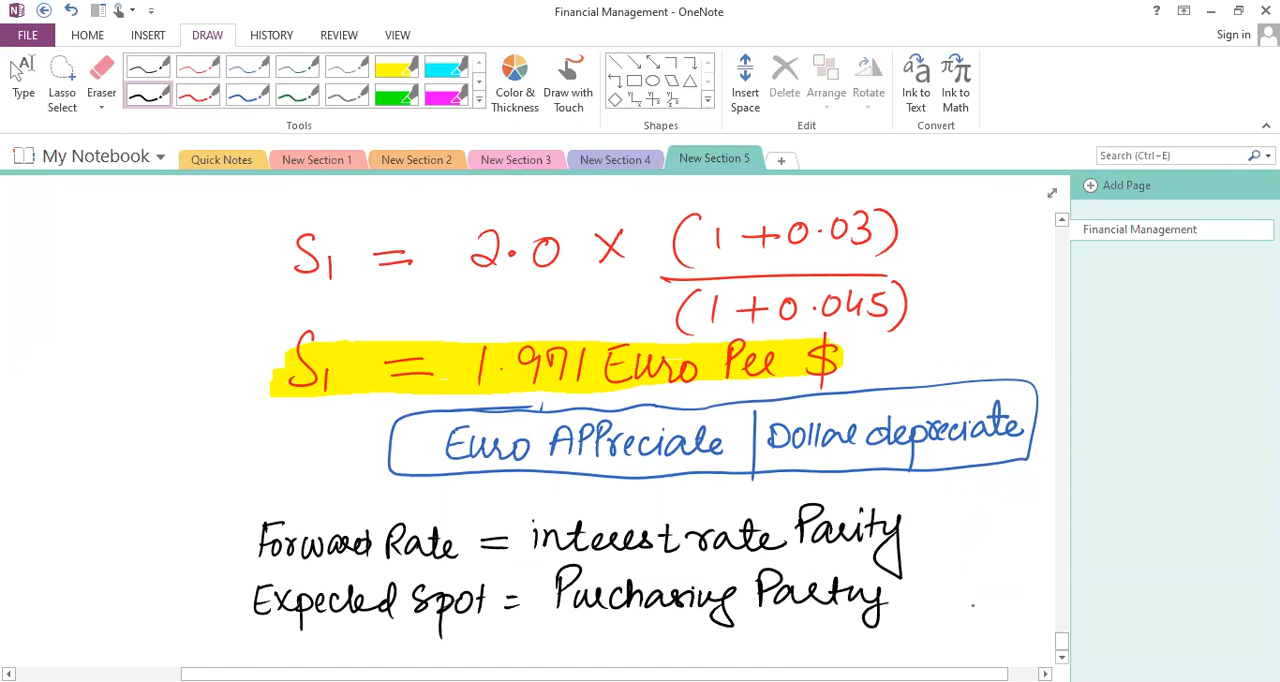 Financial Management - OneNote
Sign in
FILE HOME INSERT DRAW HISTORY REVIEW VIEW
Type Lasso Select Eraser Color & Thickness Draw with Touch Insert Space Delete Arrange Rotate Ink to Text Ink to Math
Tools Shapes Edit Convert
My Notebook Quick Notes New Section 1 New Section 2 New Section 3 New Section 4 New Section 5 Search (Ctrl+E)
Add Page
Financial Management
S1 = 2.0 × (1+0.03)
(1+0.045)
S1 = 1.971 Euro Per $
Euro Appreciate | Dollar depreciate
Forward Rate = interest rate Parity
Expected Spot = Purchasing Partry